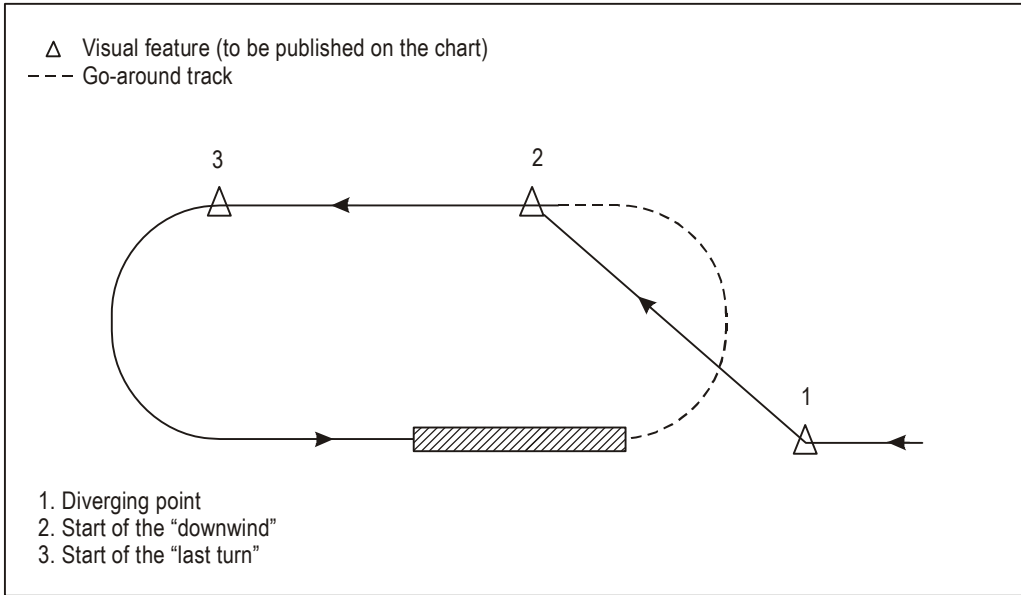 Visual feature (to be published on the chart)
Go-around track
3
2
1
1. Diverging point
2. Start of the “downwind”
3. Start of the “last turn”